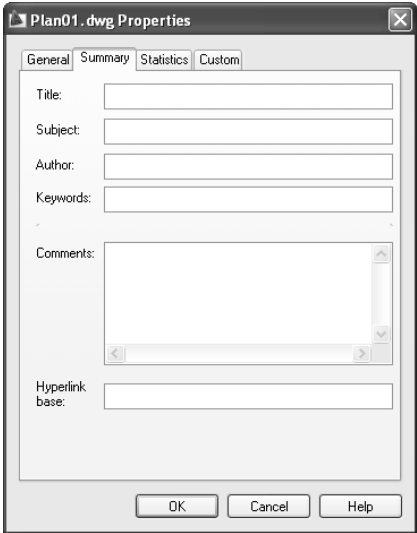 Plan01.dwg Properties
General Summary Statistics Custom
Title:
Subject:
Author:
Keywords:
Comments:
Hyperlink
base:
OK Cancel Help